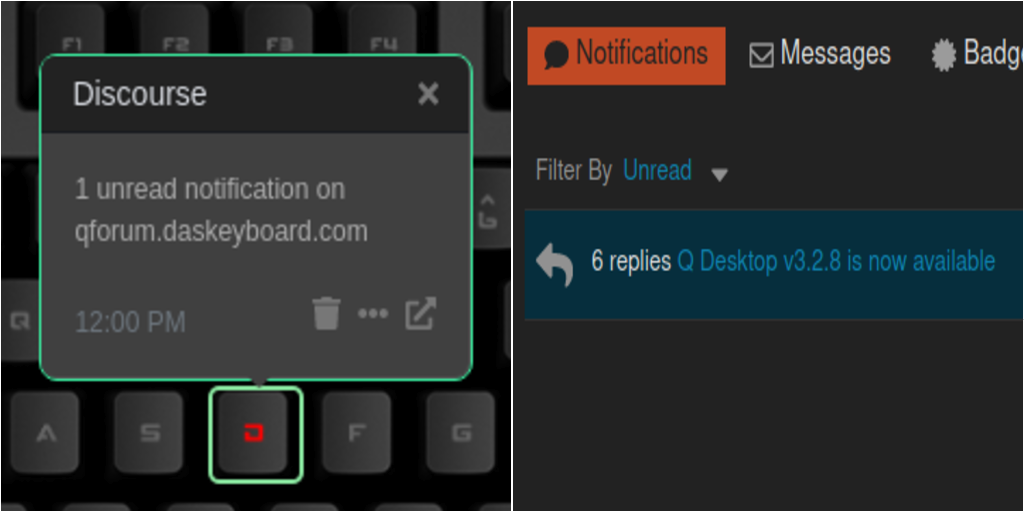 F1 F2 F3 F4
Discourse
1 unread notification on
qforum.daskeyboard.com
12:00 PM
^
6
Q
A S D F G
Notifications Messages
Filter By Unread
6 replies Q Desktop v3.2.8 is now available